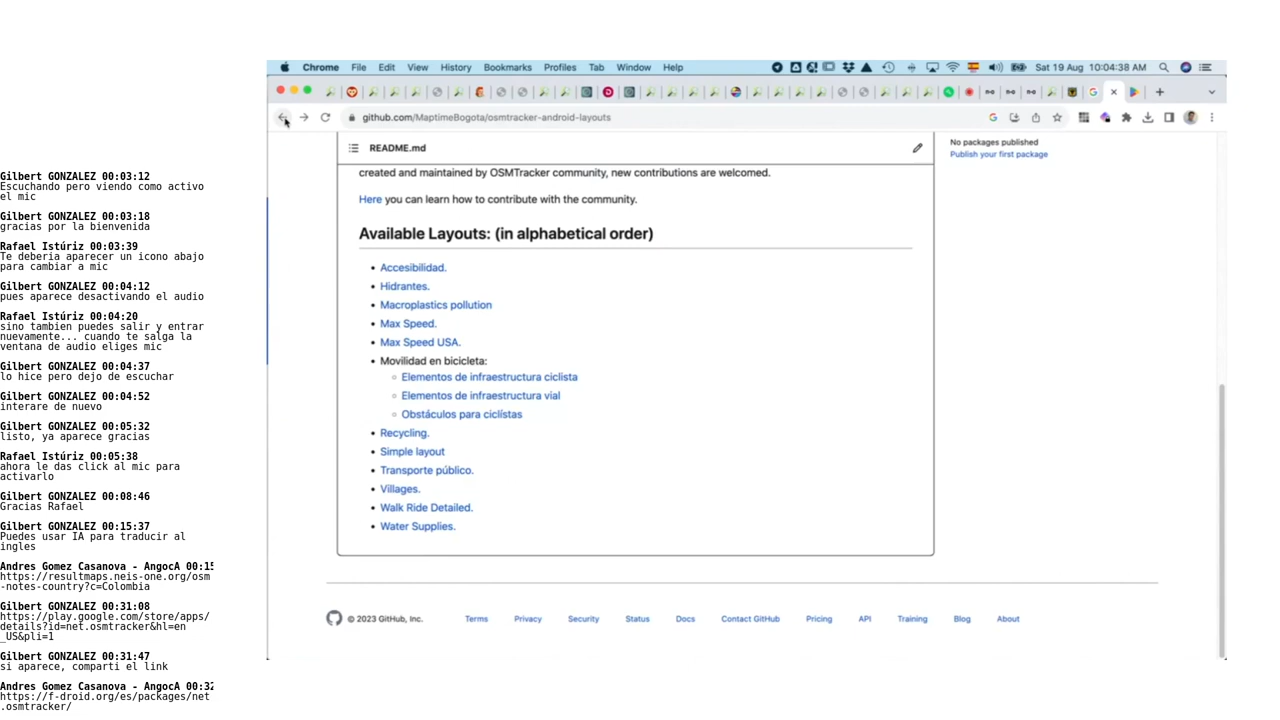 Gilbert GONZALEZ 00:03:12
Escuchando pero viendo como activo
el mic
Gilbert GONZALEZ 00:03:18
gracias por la bienvenida
Rafael Istúriz 00:03:39
Te deberia aparecer un icono abajo
para cambiar a mic
Gilbert GONZALEZ 00:04:12
pues aparece desactivando el audio
Rafael Istúriz 00:04:20
sino tambien puedes salir y entrar
nuevamente... cuando te salga la
ventana de audio eliges mic
Gilbert GONZALEZ 00:04:37
lo hice pero dejo de escuchar
Gilbert GONZALEZ 00:04:52
interare de nuevo
Gilbert GONZALEZ 00:05:32
listo, ya aparece gracias
Rafael Istúriz 00:05:38
ahora le das click al mic para
activarlo
Gilbert GONZALEZ 00:08:46
Gracias Rafael
Gilbert GONZALEZ 00:15:37
Puedes usar IA para traducir al
ingles
Andres Gomez Casanova - AngocA 00:15
https://resultmaps.neis-one.org/osm
-notes-country?c=Colombia
Gilbert GONZALEZ 00:31:08
https://play.google.com/store/apps/
details?id=net.osmtracker&hl=en
_US&pli=1
Gilbert GONZALEZ 00:31:47
si aparece, comparti el link
Andres Gomez Casanova - AngocA 00:32
https://f-droid.org/es/packages/net
.osmtracker/
Chrome File Edit View History Bookmarks Profiles Tab Window Help Sat 19 Aug 10:04:38 AM
github.com/MaptimeBogota/osmtracker-android-layouts
README.md
No packages published
Publish your first package
created and maintained by OSMTracker community, new contributions are welcomed.
Here you can learn how to contribute with the community.
Available Layouts: (in alphabetical order)
• Accesibilidad.
• Hidrantes.
• Macroplastics pollution
• Max Speed.
• Max Speed USA.
• Movilidad en bicicleta:
◦ Elementos de infraestructura ciclista
◦ Elementos de infraestructura vial
◦ Obstáculos para ciclístas
• Recycling.
• Simple layout
• Transporte público.
• Villages.
• Walk Ride Detailed.
• Water Supplies.
© 2023 GitHub, Inc. Terms Privacy Security Status Docs Contact GitHub Pricing API Training Blog About